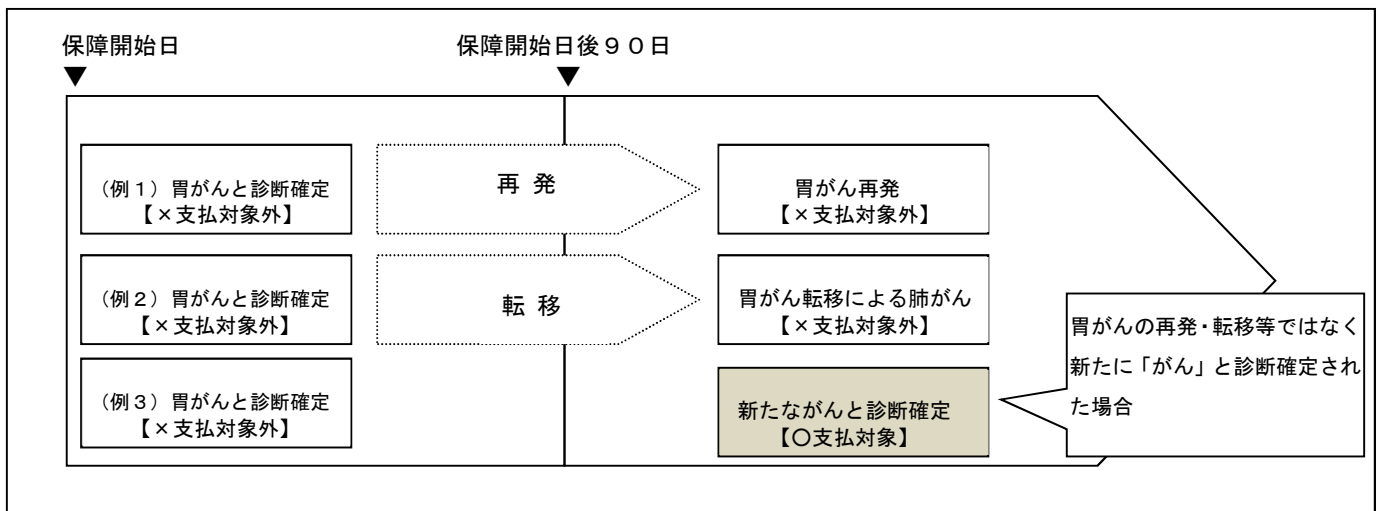 保障開始日
保障開始日後９０日
▼
▼
（例１）胃がんと診断確定
【×支払対象外】
再 発
胃がん再発
【×支払対象外】
（例２）胃がんと診断確定
【×支払対象外】
転 移
胃がん転移による肺がん
【×支払対象外】
（例３）胃がんと診断確定
【×支払対象外】
新たながんと診断確定
【○支払対象】
胃がんの再発・転移等ではなく
新たに「がん」と診断確定され
た場合